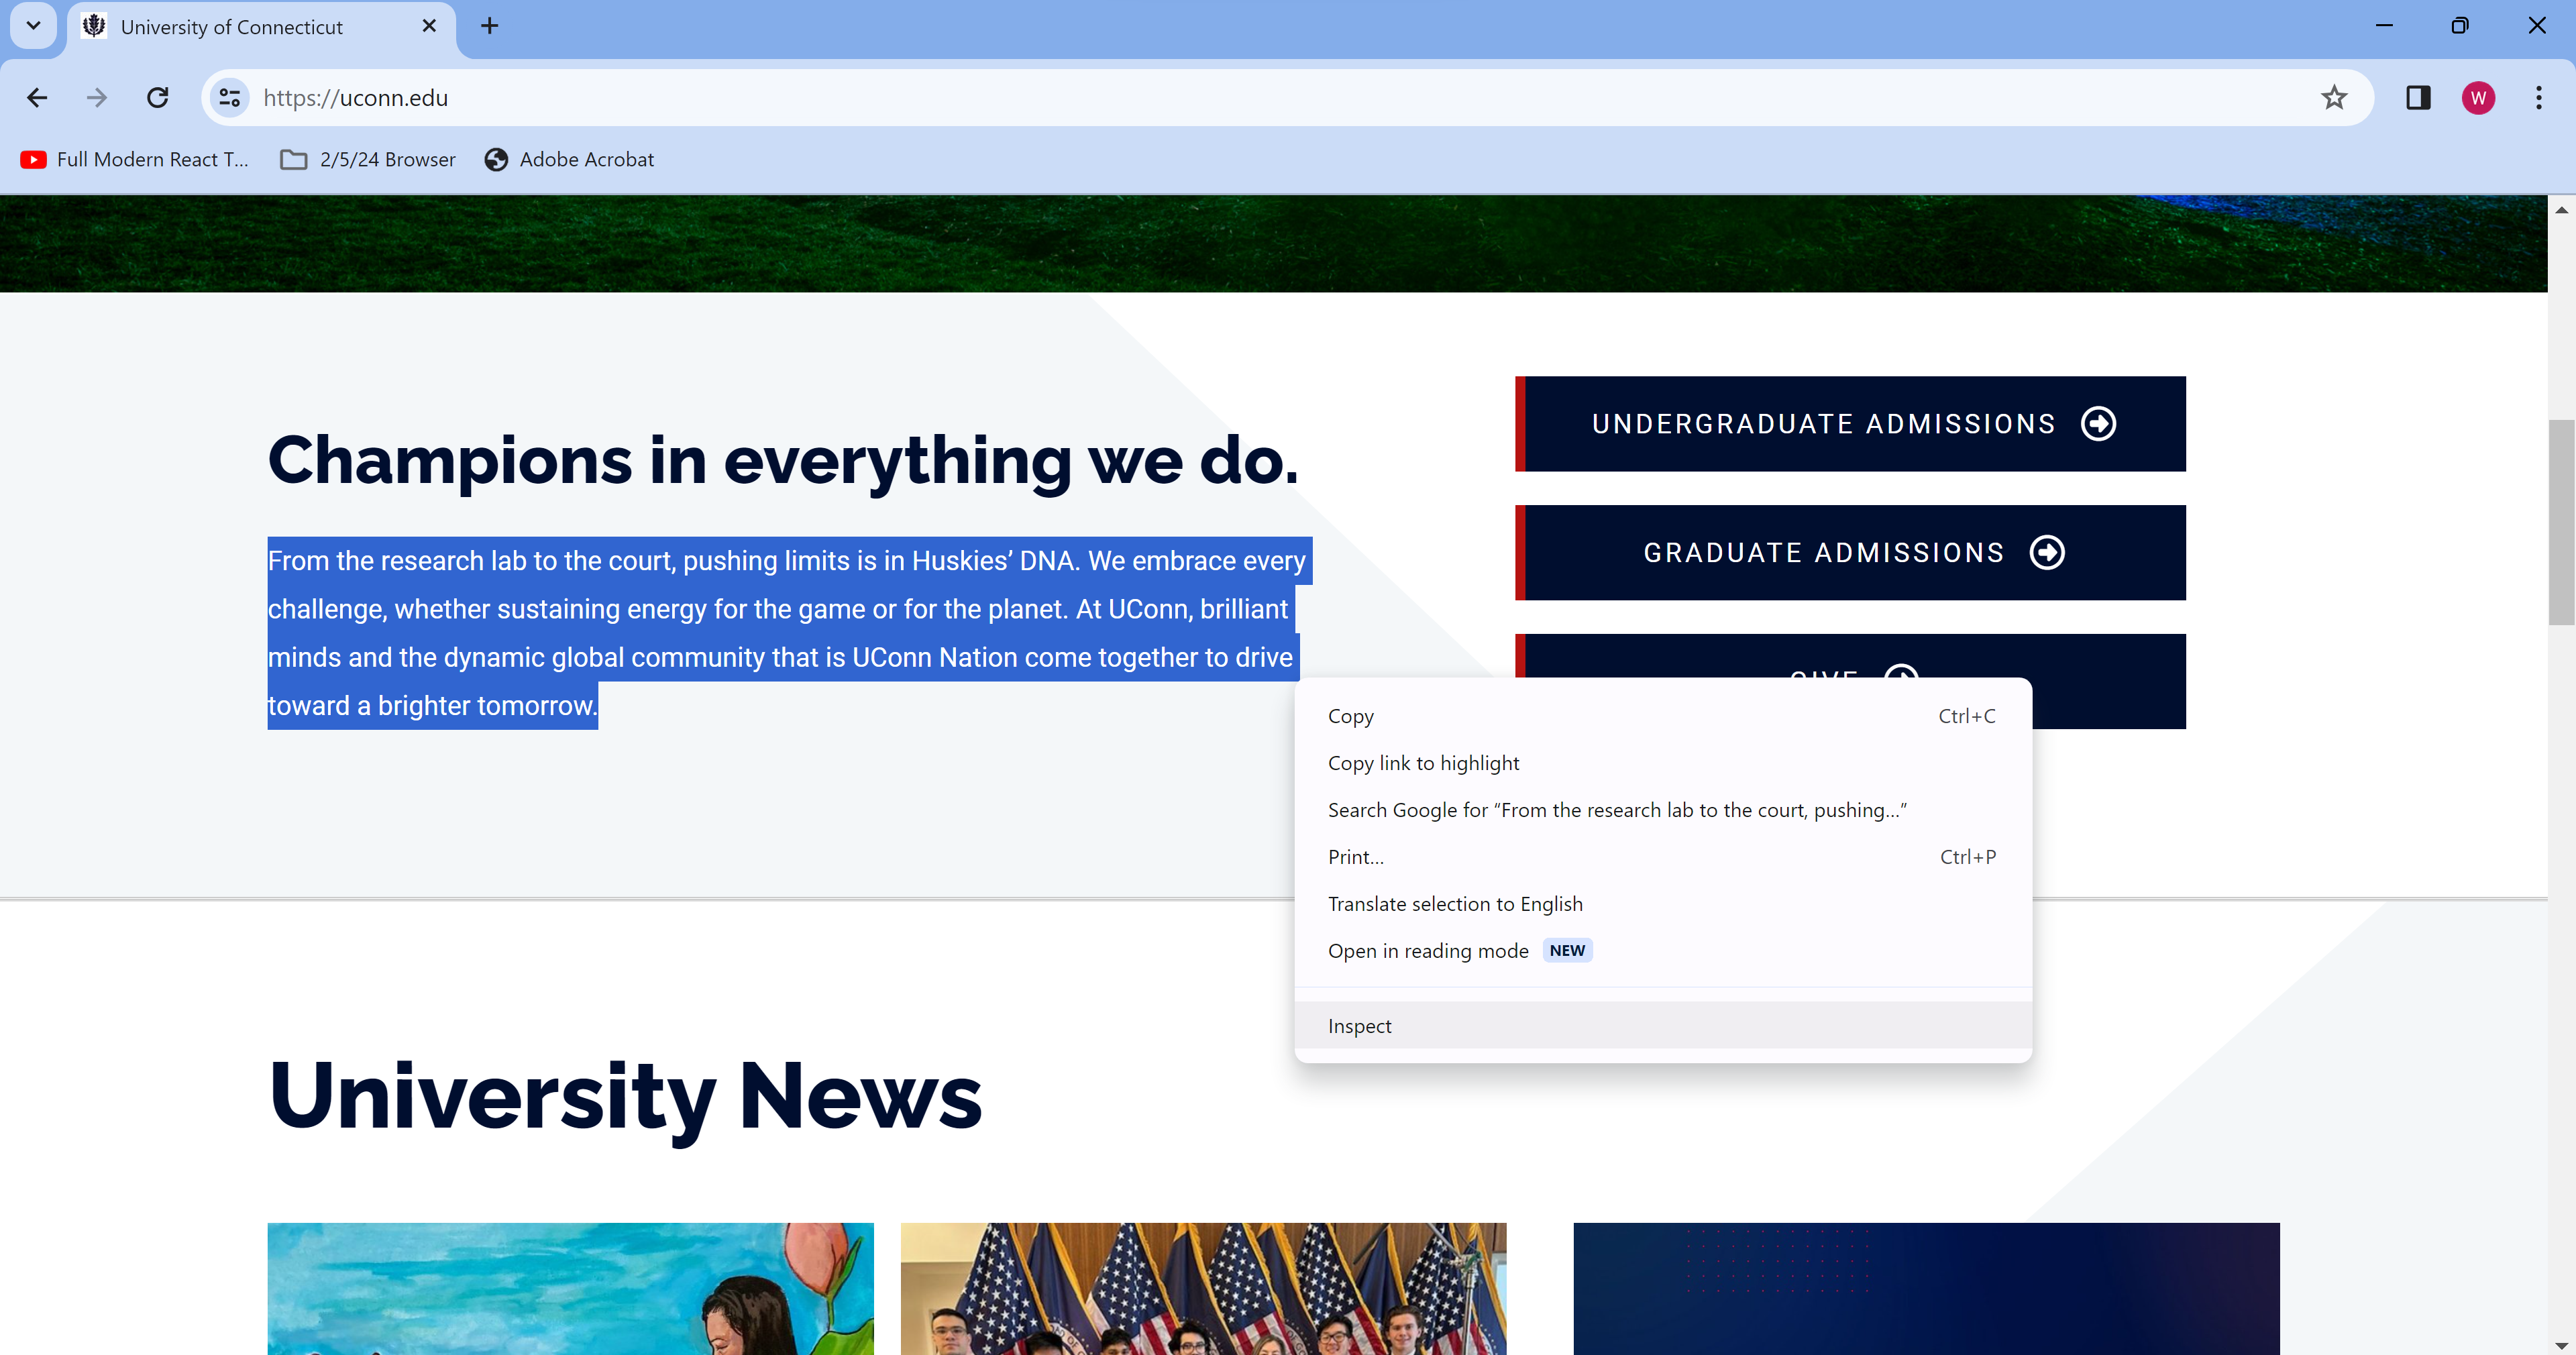 University of Connecticut
https://uconn.edu
W
Full Modern React T...
2/5/24 Browser
Adobe Acrobat
Champions in everything we do.
From the research lab to the court, pushing limits is in Huskies’ DNA. We embrace every
challenge, whether sustaining energy for the game or for the planet. At UConn, brilliant
minds and the dynamic global community that is UConn Nation come together to drive
toward a brighter tomorrow.
UNDERGRADUATE ADMISSIONS
GRADUATE ADMISSIONS
GIVE
Copy Ctrl+C
Copy link to highlight
Search Google for “From the research lab to the court, pushing...”
Print... Ctrl+P
Translate selection to English
Open in reading mode NEW
Inspect
University News